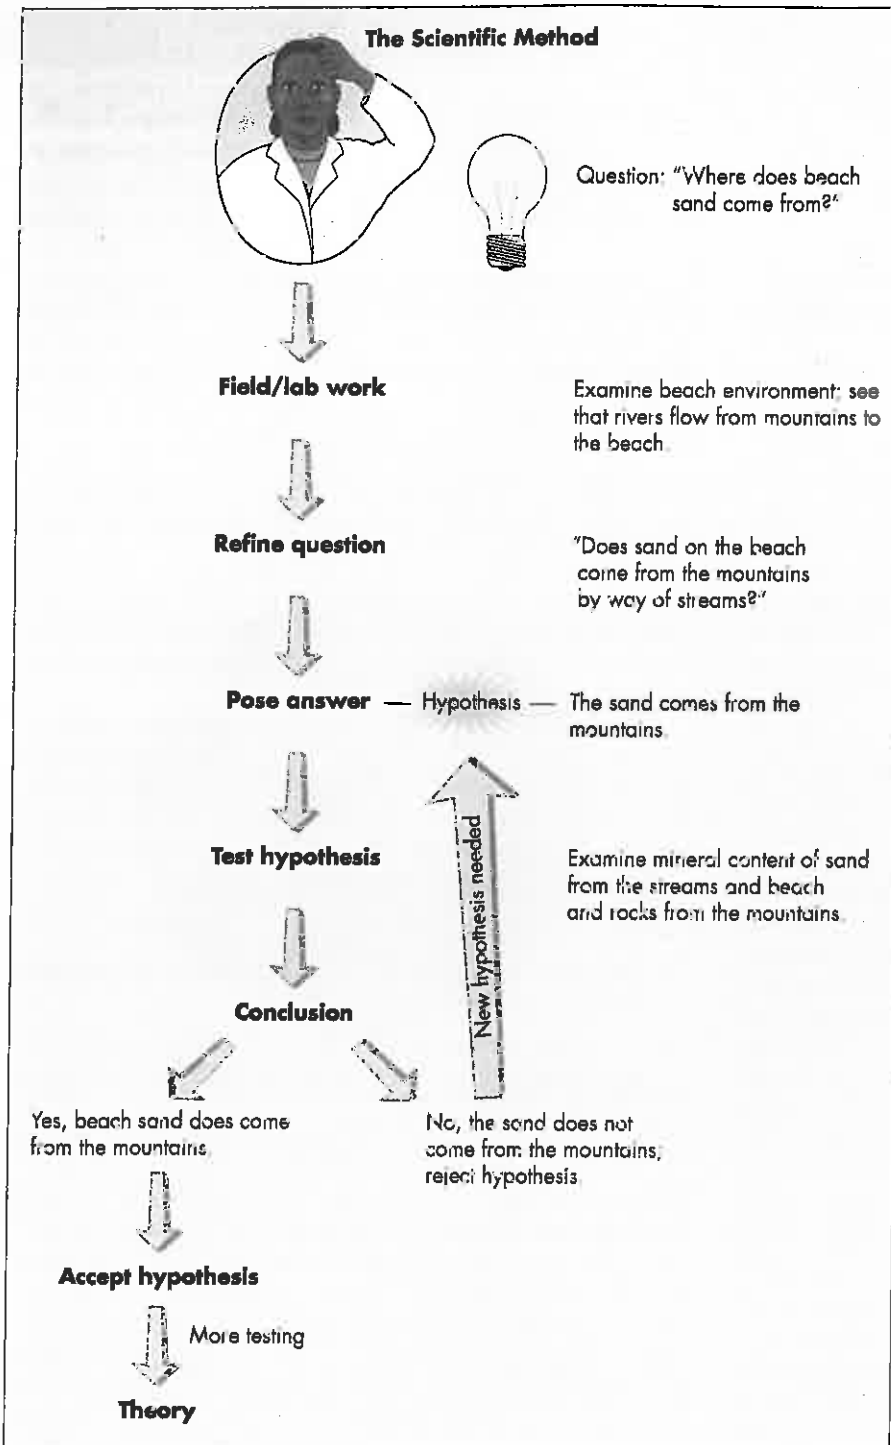 The Scientific Method
Question: "Where does beach
sand come from?"
Field/lab work
Examine beach environment: see
that rivers flow from mountains to
the beach.
Refine question
"Does sand on the beach
come from the mountains
by way of streams?"
Pose answer — Hypothesis — The sand comes from the
mountains.
Test hypothesis
Examine mineral content of sand
from the streams and beach
and rocks from the mountains.
New hypothesis needed
Conclusion
Yes, beach sand does come
from the mountains.
No, the sand does not
come from the mountains,
reject hypothesis.
Accept hypothesis
More testing
Theory